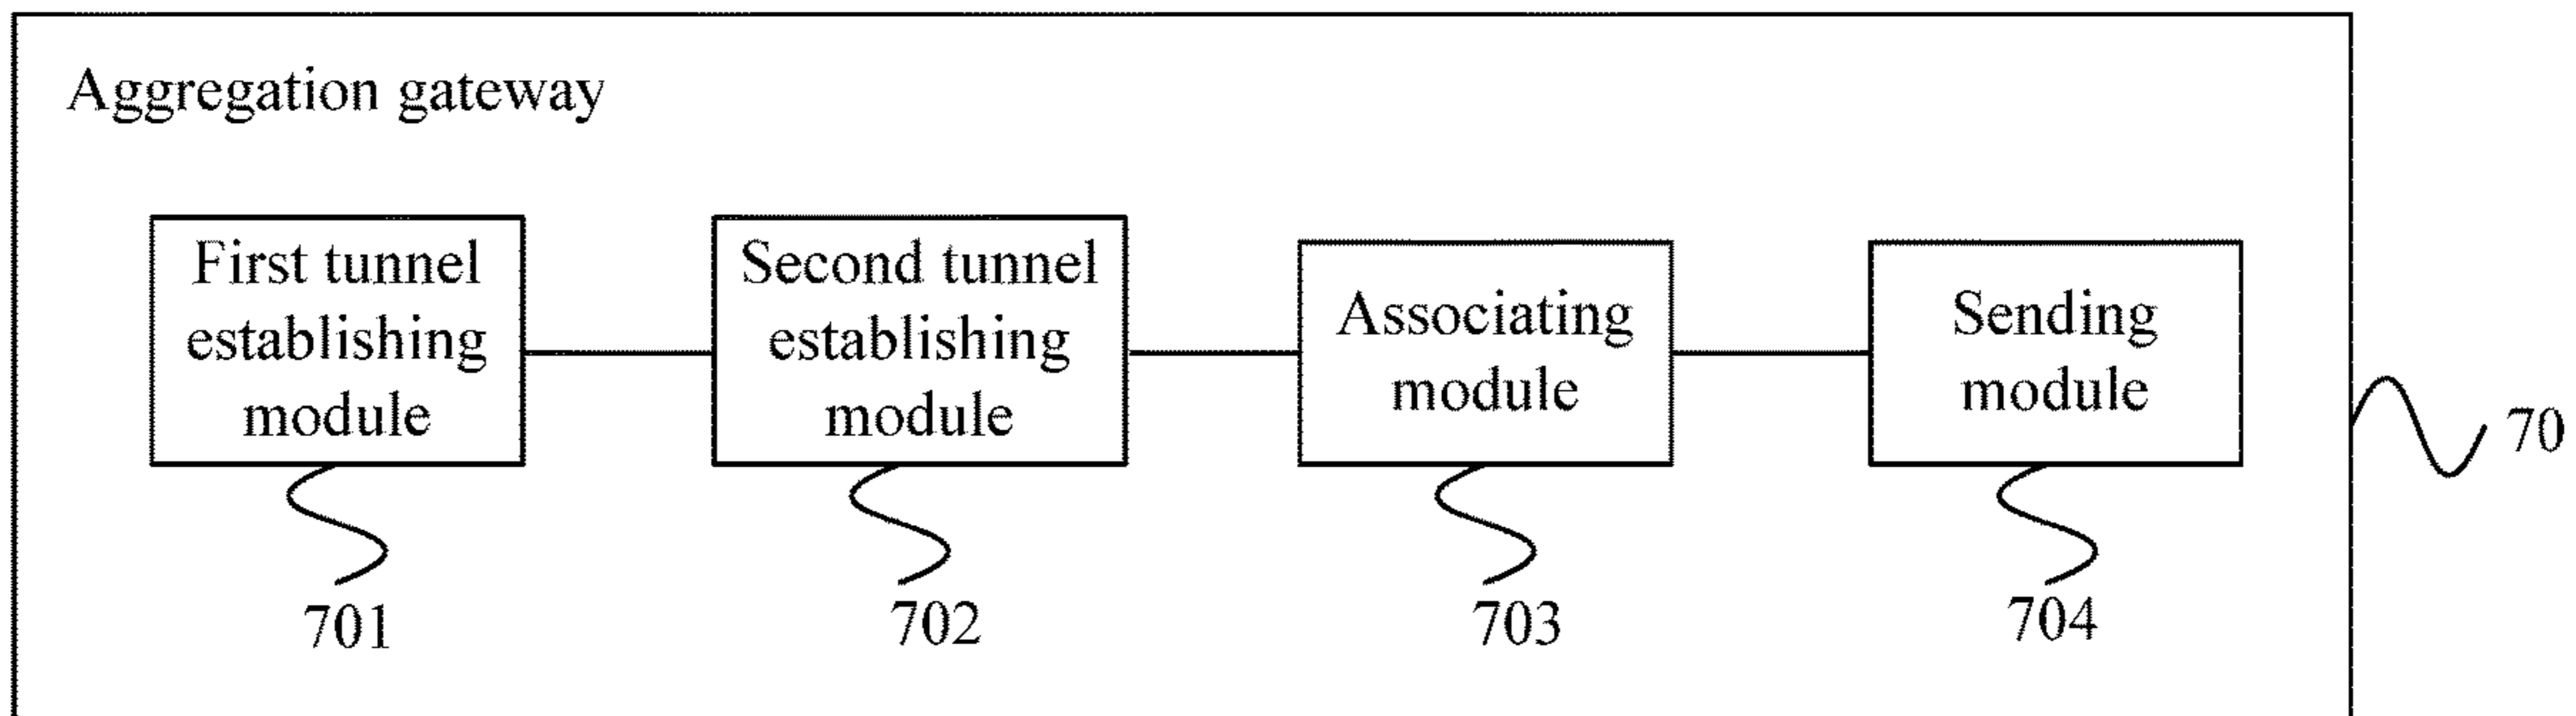 Aggregation gateway
First tunnel
establishing
module
Second tunnel
establishing
module
Associating
module
Sending
module
70
701
702
703
704